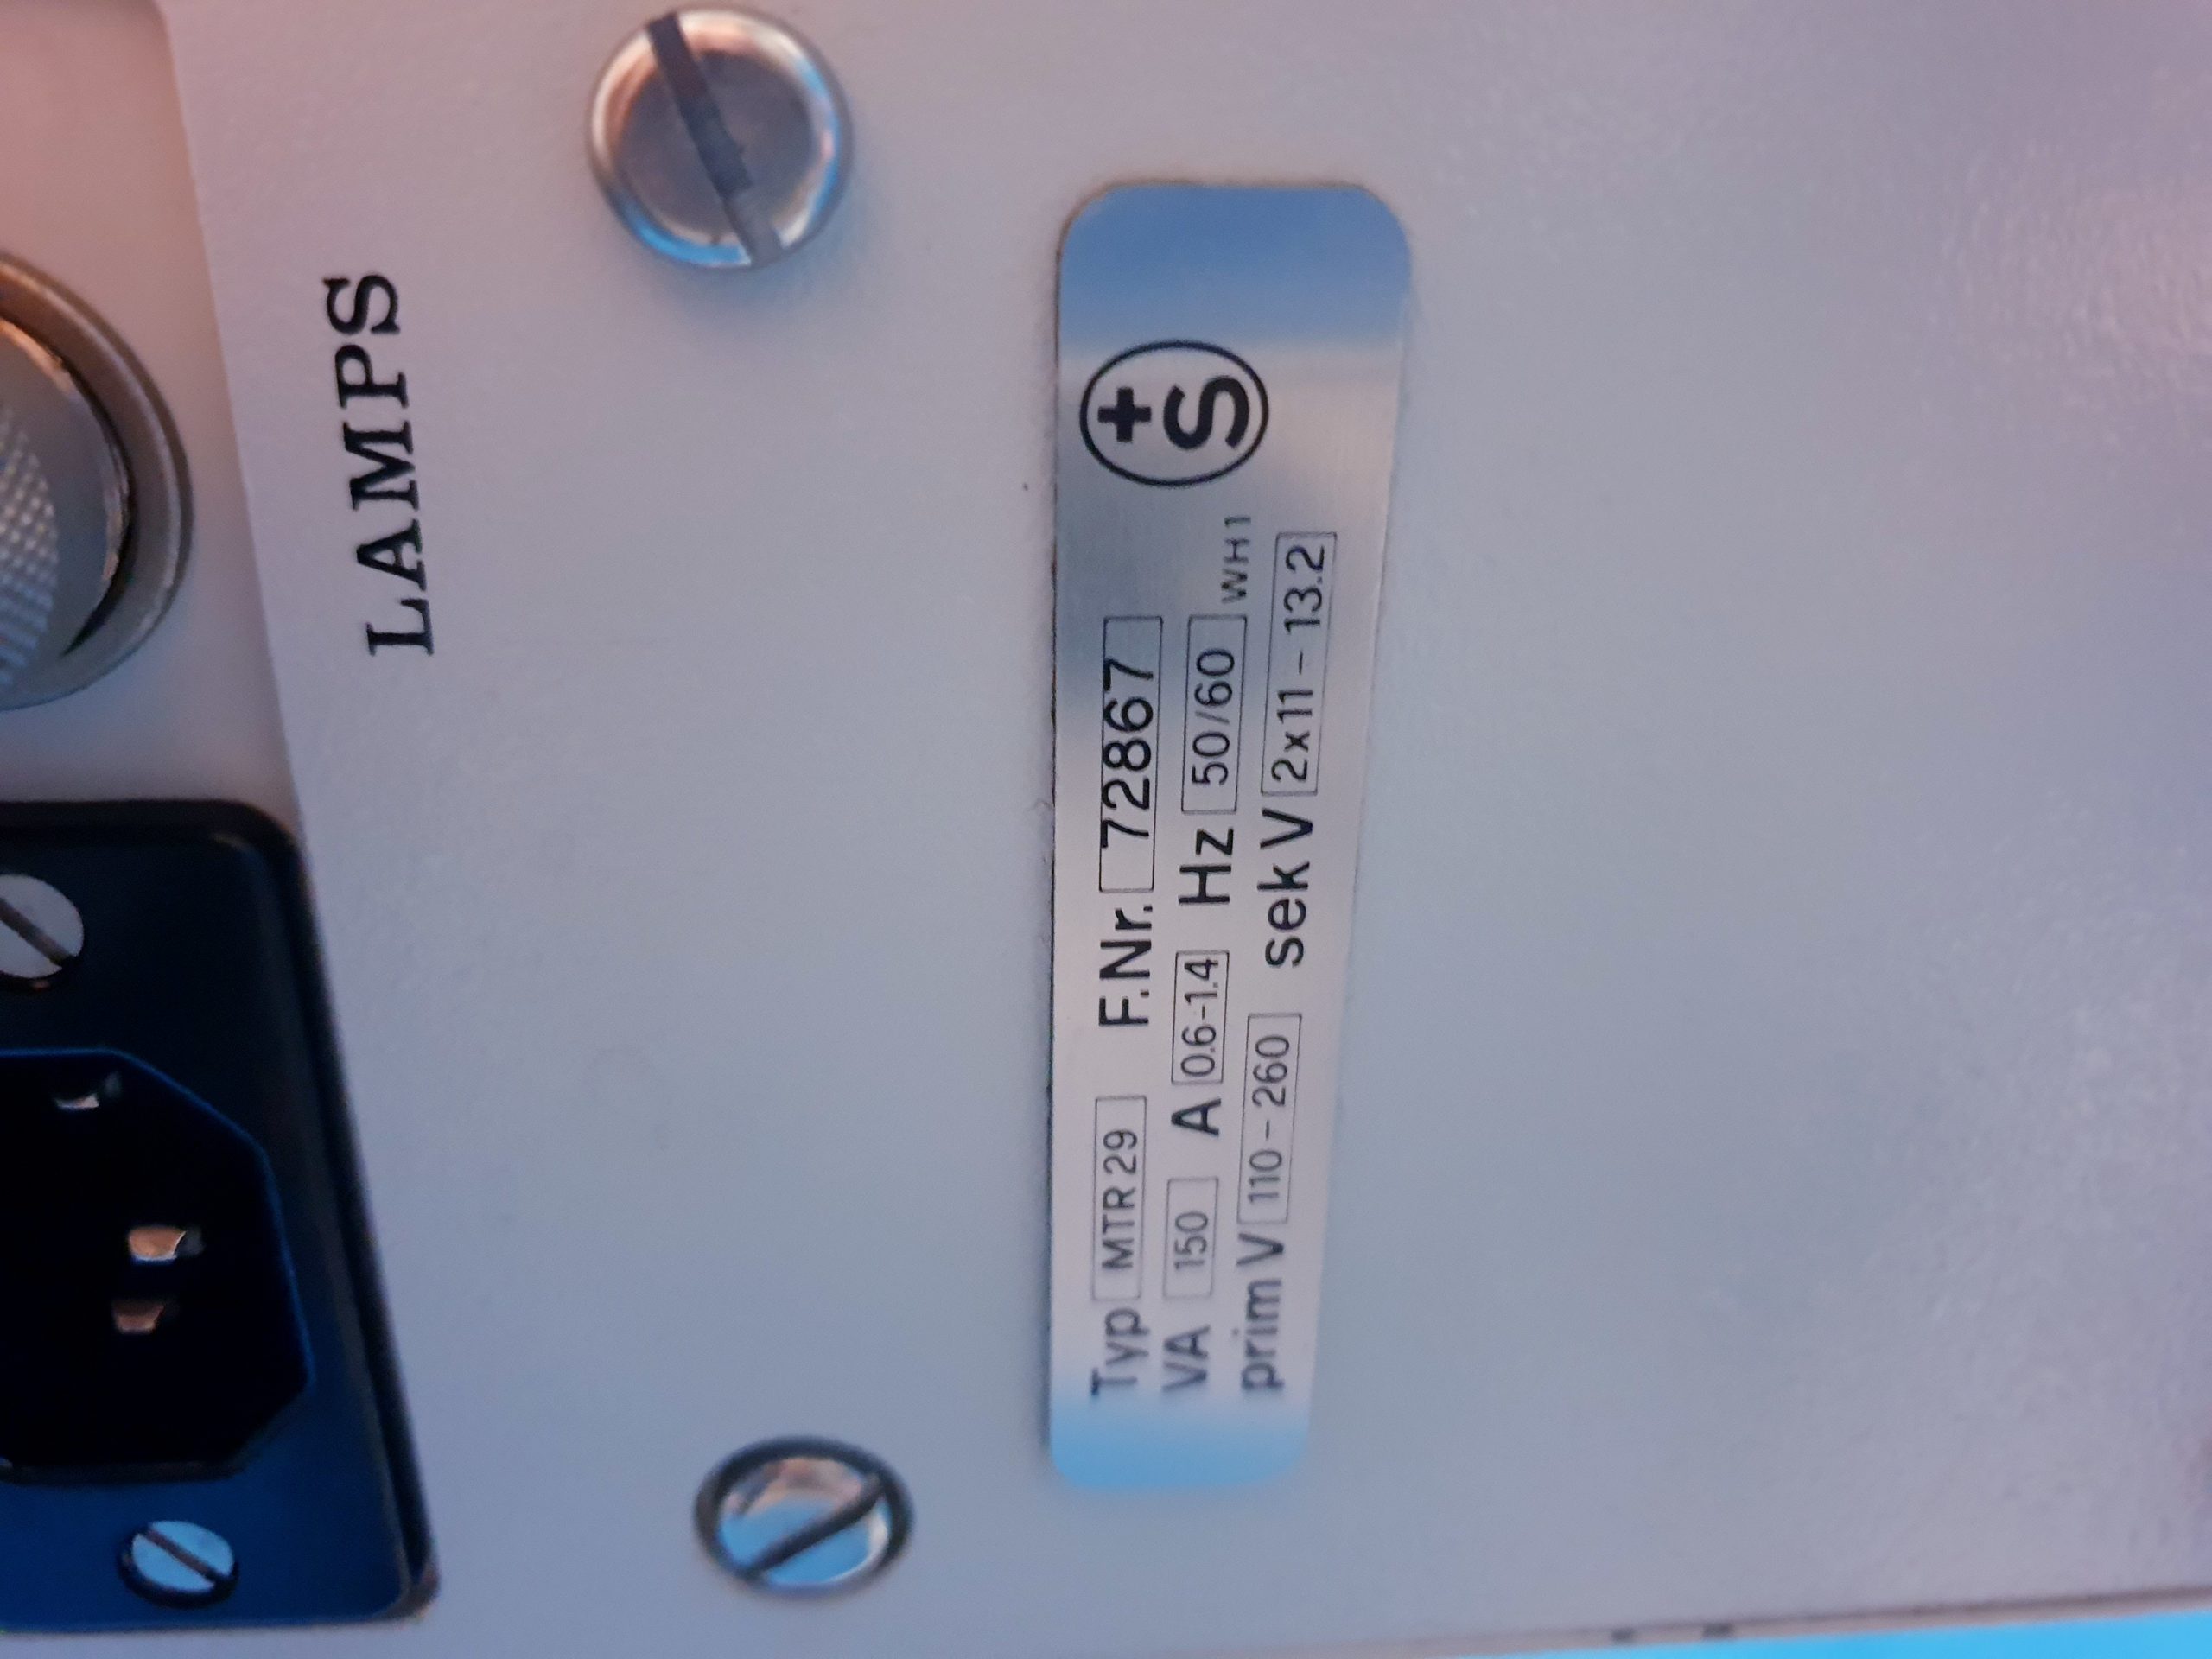 LAMPS
Typ MTR 29 F.Nr. 72867
VA 150 A 0.6-1.4 Hz 50/60 WH1
prim V 110-260 sek V 2x11-13.2
+S